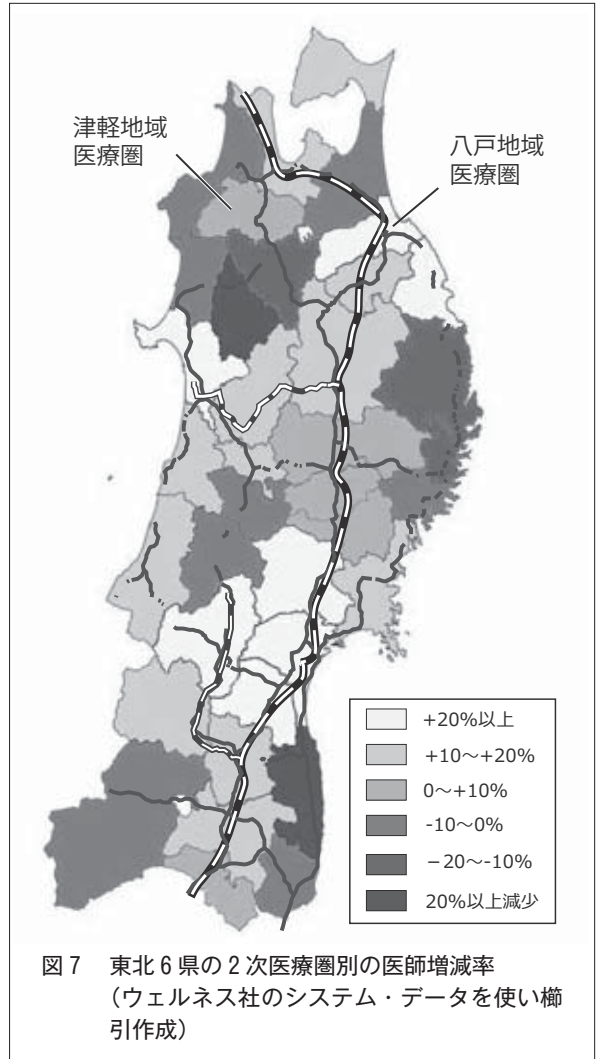 津軽地域
医療圏
八戸地域
医療圏
+20%以上
+10～+20%
0～+10%
-10～0%
－20～-10%
20%以上減少
図7 東北6県の2次医療圏別の医師増減率
（ウェルネス社のシステム・データを使い櫛
引作成）